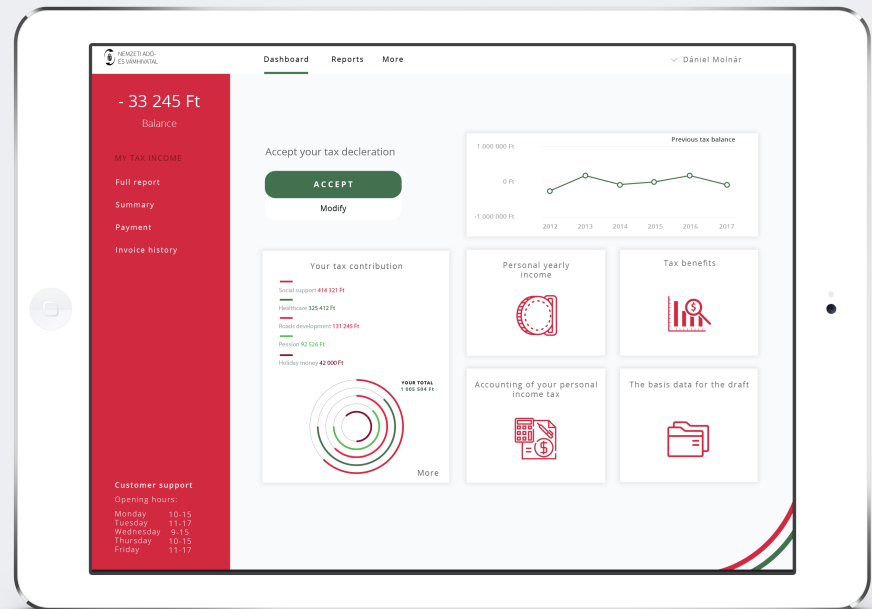 NEMZETI ADÓ-
ÉS VÁMHIVATAL
Dashboard
Reports
More
Dániel Molnár
- 33 245 Ft
Balance
MY TAX INCOME
Full report
Summary
Payment
Invoice history
Customer support
Opening hours:
Monday 10-15
Tuesday 11-17
Wednesday 9-15
Thursday 10-15
Friday 11-17
Accept your tax decleration
ACCEPT
Modify
Previous tax balance
1 000 000 Ft
0 Ft
-1 000 000 Ft
2012 2013 2014 2015 2016 2017
Your tax contribution
Social support 414 321 Ft
Healthcare 325 412 Ft
Roads development 131 245 Ft
Pension 92 526 Ft
Holiday money 42 000 Ft
YOUR TOTAL
1 005 504 Ft
More
Personal yearly
income
Tax benefits
Accounting of your personal
income tax
The basis data for the draft